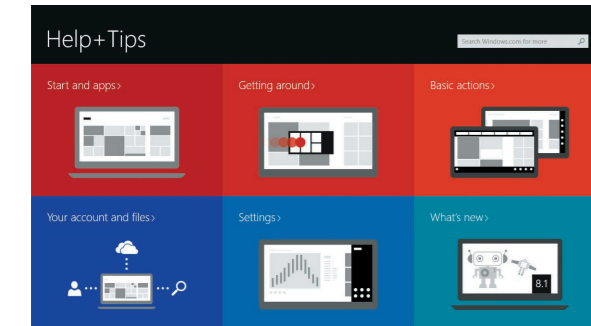 Help+Tips
Search Windows.com for more
Start and apps>
Getting around>
Basic actions>
Your account and files>
Settings>
What's new>
8.1